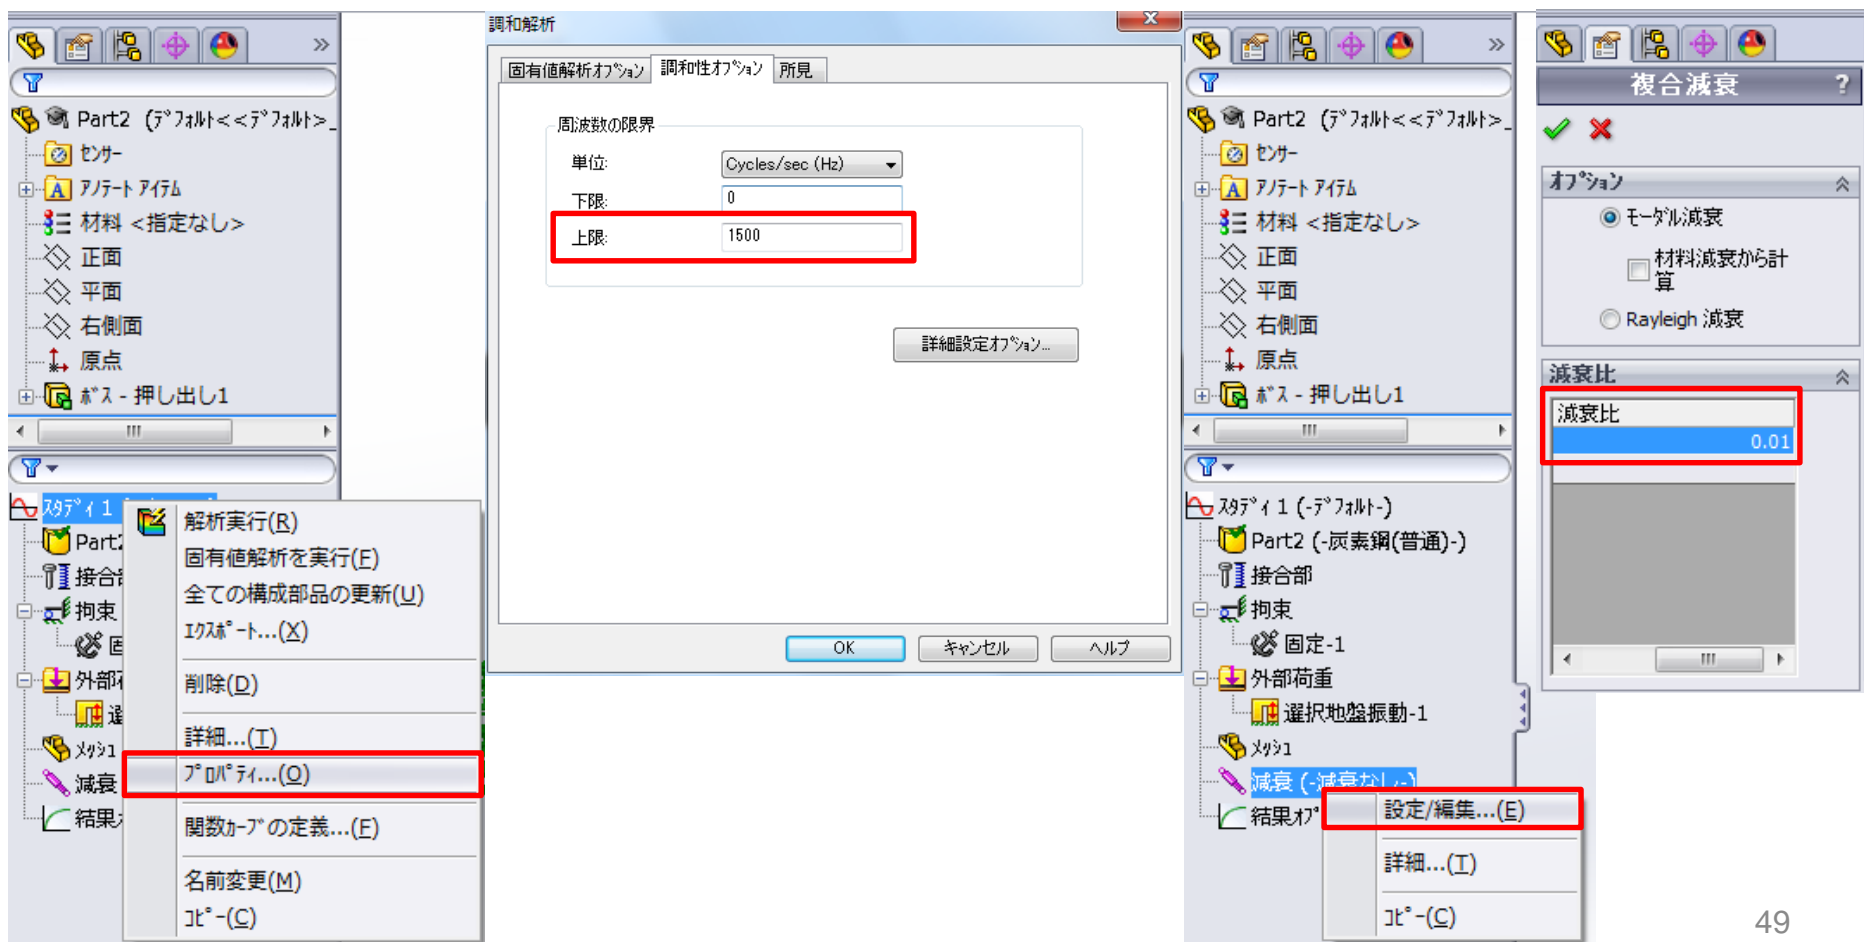 Part2 (デフォルト<<デフォルト>_
センサー
アノテート アイテム
材料 <指定なし>
正面
平面
右側面
原点
ボス - 押し出し1
スタディ 1
Part2
接合部
拘束
外部
メッシュ
減衰
結果
解析実行(R)
固有値解析を実行(F)
全ての構成部品の更新(U)
エクスポート...(X)
削除(D)
詳細...(T)
プロパティ...(O)
関数カーブの定義...(F)
名前変更(M)
コピー(C)
調和解析
固有値解析オプション
調和性オプション
所見
周波数の限界
単位:
Cycles/sec (Hz)
下限:
0
上限:
1500
詳細設定オプション...
OK
キャンセル
ヘルプ
Part2 (デフォルト<<デフォルト>_
センサー
アノテート アイテム
材料 <指定なし>
正面
平面
右側面
原点
ボス - 押し出し1
スタディ 1 (-デフォルト-)
Part2 (-炭素鋼(普通)-)
接合部
拘束
固定-1
外部荷重
選択地盤振動-1
メッシュ
減衰 (-減衰なし-)
結果オプ
設定/編集...(E)
詳細...(T)
コピー(C)
複合減衰
?
オプション
モーダル減衰
材料減衰から計
算
Rayleigh 減衰
減衰比
減衰比
0.01
49